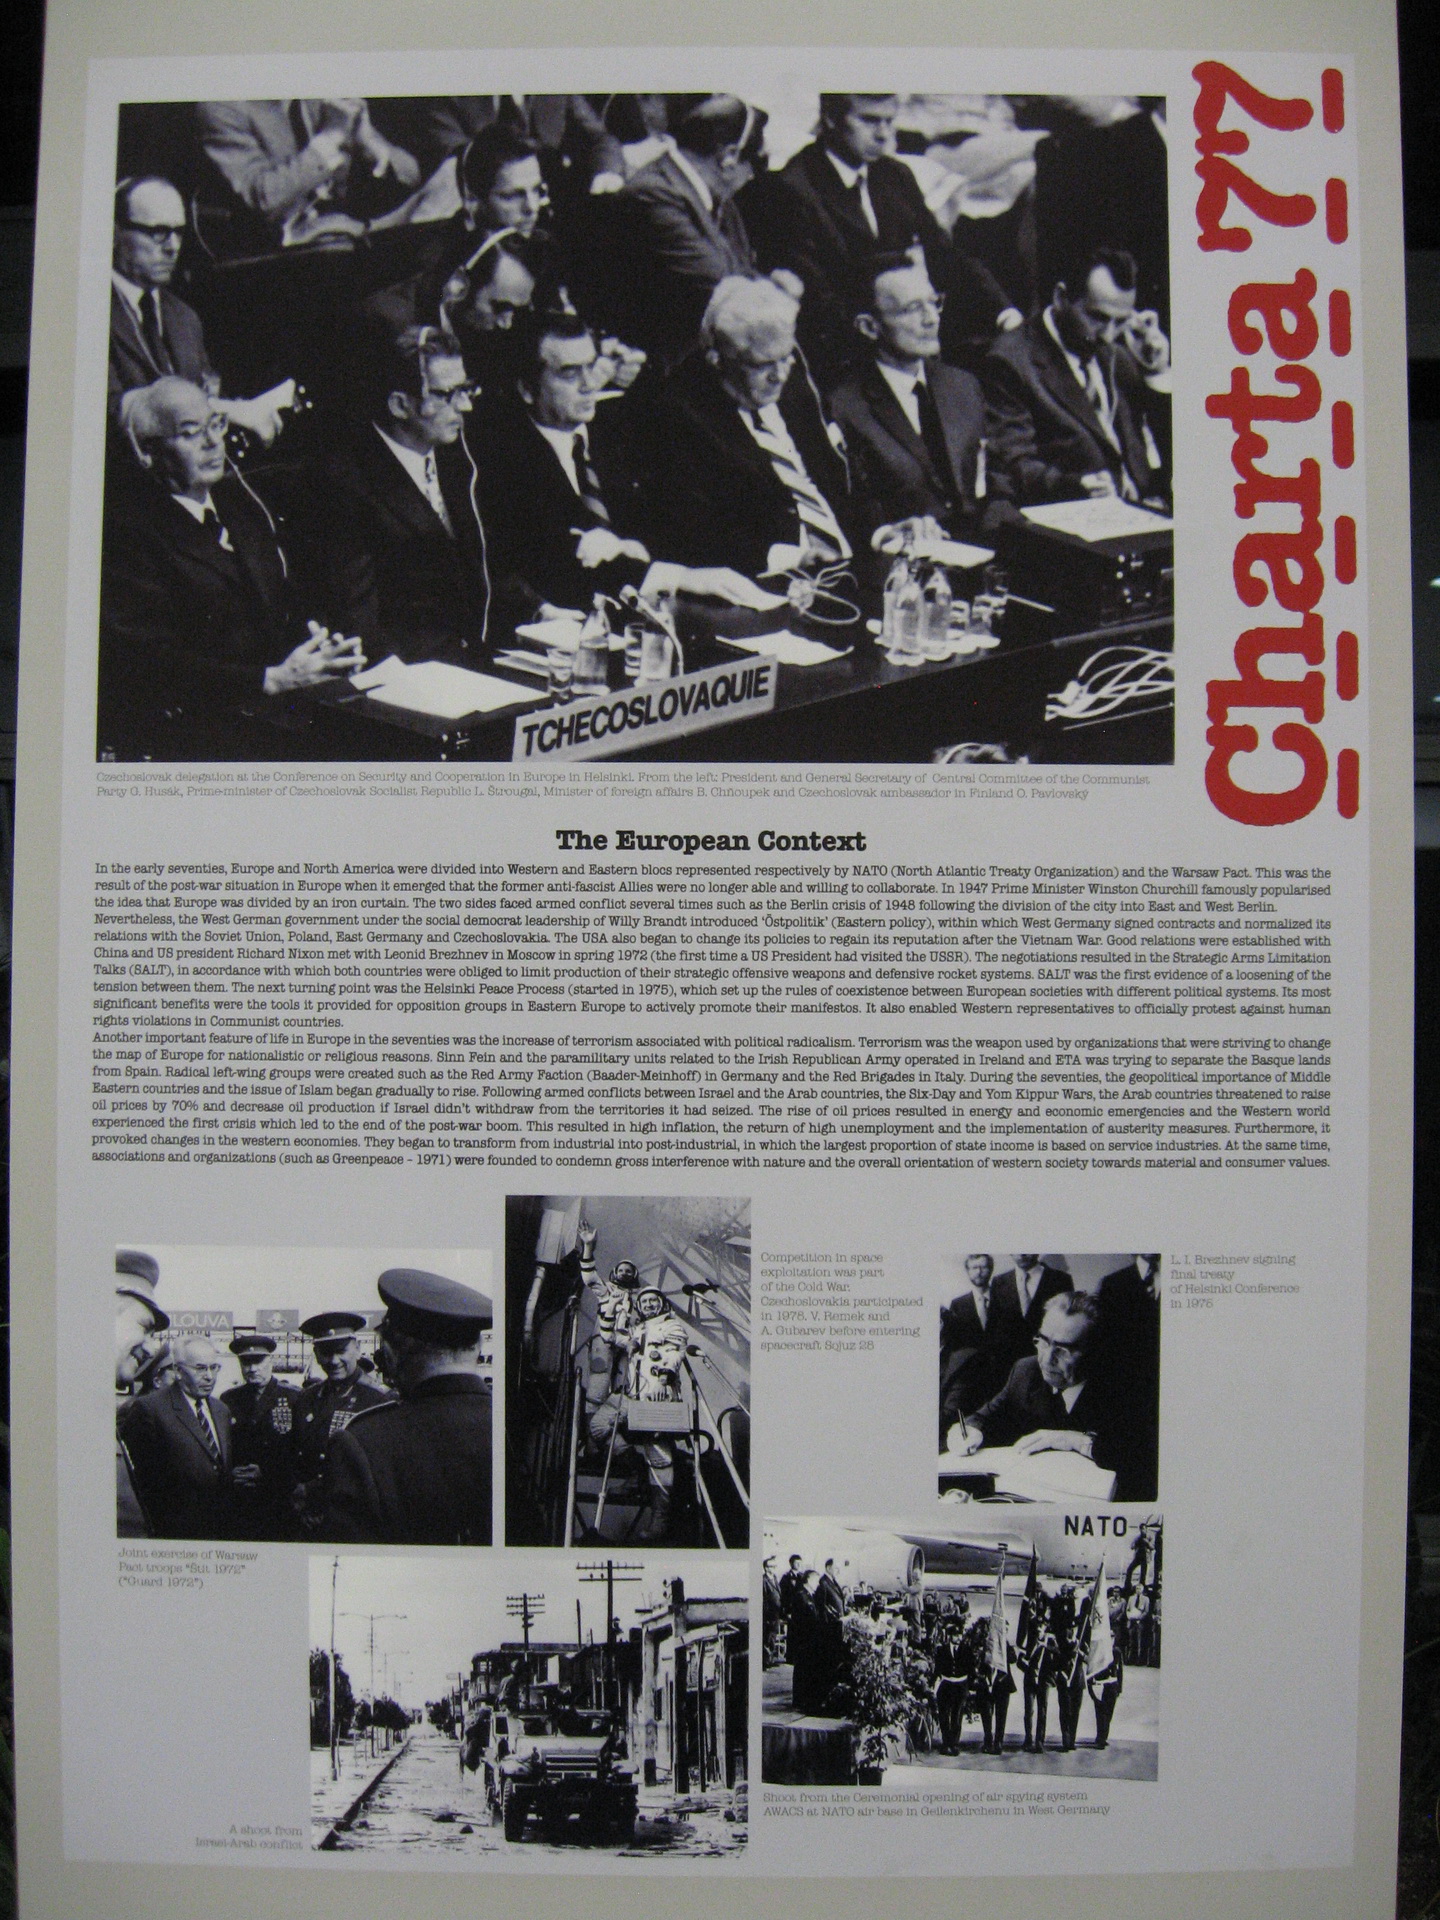 Charta 77
TCHECOSLOVAQUIE
Czechoslovak delegation at the Conference on Security and Cooperation in Europe in Helsinki. From the left: President and General Secretary of Central Committee of the Communist
Party G. Husák, Prime-minister of Czechoslovak Socialist Republic L. Štrougal, Minister of foreign affairs B. Chňoupek and Czechoslovak ambassador in Finland O. Pavlovský
The European Context
In the early seventies, Europe and North America were divided into Western and Eastern blocs represented respectively by NATO (North Atlantic Treaty Organization) and the Warsaw Pact. This was the
result of the post-war situation in Europe when it emerged that the former anti-fascist Allies were no longer able and willing to collaborate. In 1947 Prime Minister Winston Churchill famously popularised
the idea that Europe was divided by an iron curtain. The two sides faced armed conflict several times such as the Berlin crisis of 1948 following the division of the city into East and West Berlin.
Nevertheless, the West German government under the social democrat leadership of Willy Brandt introduced 'Östpolitik' (Eastern policy), within which West Germany signed contracts and normalized its
relations with the Soviet Union, Poland, East Germany and Czechoslovakia. The USA also began to change its policies to regain its reputation after the Vietnam War. Good relations were established with
China and US president Richard Nixon met with Leonid Brezhnev in Moscow in spring 1972 (the first time a US President had visited the USSR). The negotiations resulted in the Strategic Arms Limitation
Talks (SALT), in accordance with which both countries were obliged to limit production of their strategic offensive weapons and defensive rocket systems. SALT was the first evidence of a loosening of the
tension between them. The next turning point was the Helsinki Peace Process (started in 1975), which set up the rules of coexistence between European societies with different political systems. Its most
significant benefits were the tools it provided for opposition groups in Eastern Europe to actively promote their manifestos. It also enabled Western representatives to officially protest against human
rights violations in Communist countries.
Another important feature of life in Europe in the seventies was the increase of terrorism associated with political radicalism. Terrorism was the weapon used by organizations that were striving to change
the map of Europe for nationalistic or religious reasons. Sinn Fein and the paramilitary units related to the Irish Republican Army operated in Ireland and ETA was trying to separate the Basque lands
from Spain. Radical left-wing groups were created such as the Red Army Faction (Baader-Meinhoff) in Germany and the Red Brigades in Italy. During the seventies, the geopolitical importance of Middle
Eastern countries and the issue of Islam began gradually to rise. Following armed conflicts between Israel and the Arab countries, the Six-Day and Yom Kippur Wars, the Arab countries threatened to raise
oil prices by 70% and decrease oil production if Israel didn't withdraw from the territories it had seized. The rise of oil prices resulted in energy and economic emergencies and the Western world
experienced the first crisis which led to the end of the post-war boom. This resulted in high inflation, the return of high unemployment and the implementation of austerity measures. Furthermore, it
provoked changes in the western economies. They began to transform from industrial into post-industrial, in which the largest proportion of state income is based on service industries. At the same time,
associations and organizations (such as Greenpeace - 1971) were founded to condemn gross interference with nature and the overall orientation of western society towards material and consumer values.
LOUVA
Competition in space
exploitation was part
of the Cold War.
Czechoslovakia participated
in 1978. V. Remek and
A. Gubarev before entering
spacecraft Sojuz 28
L. I. Brezhnev signing
final treaty
of Helsinki Conference
in 1975
Joint exercise of Warsaw
Pact troops "Štít 1972"
("Guard 1972")
NATO
A shoot from
Israel-Arab conflict
Shoot from the Ceremonial opening of air spying system
AWACS at NATO air base in Geilenkirchenu in West Germany